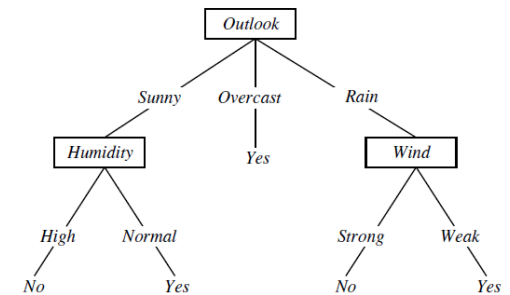 Outlook
Sunny Overcast Rain
Humidity Yes Wind
High Normal Strong Weak
No Yes No Yes